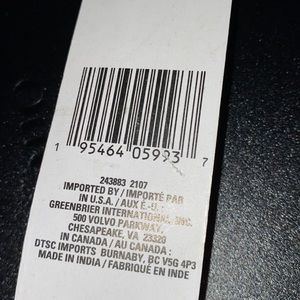 1 95464 05993 7
243883 2107
IMPORTED BY / IMPORTÉ PAR
IN U.S.A. / AUX É.-U. :
GREENBRIER INTERNATIONAL, INC.
500 VOLVO PARKWAY,
CHESAPEAKE, VA 23320
IN CANADA / AU CANADA :
DTSC IMPORTS BURNABY, BC V5G 4P3
MADE IN INDIA / FABRIQUÉ EN INDE